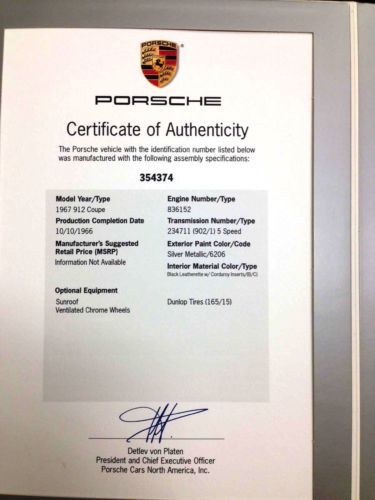 PORSCHE
PORSCHE
Certificate of Authenticity
The Porsche vehicle with the identification number listed below
was manufactured with the following assembly specifications:
354374
Model Year/Type
1967 912 Coupe
Production Completion Date
10/10/1966
Manufacturer's Suggested
Retail Price (MSRP)
Information Not Available
Engine Number/Type
836152
Transmission Number/Type
234711 (902/1) 5 Speed
Exterior Paint Color/Code
Silver Metallic/6206
Interior Material Color/Type
Black Leatherette w/ Corduroy Inserts/(B/C)
Optional Equipment
Sunroof
Ventilated Chrome Wheels
Dunlop Tires (165/15)
Detlev von Platen
President and Chief Executive Officer
Porsche Cars North America, Inc.